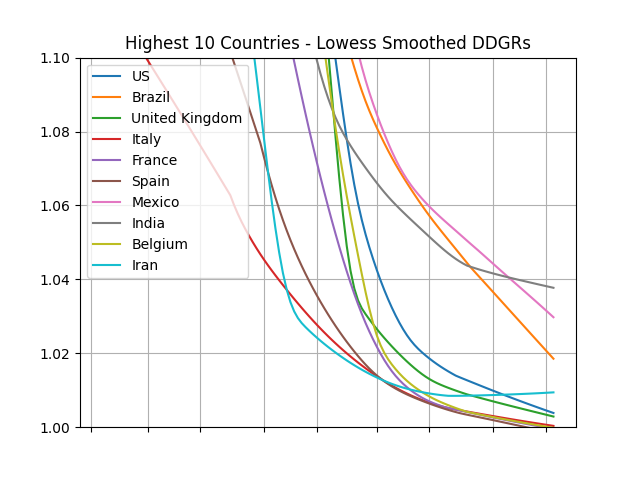 Highest 10 Countries - Lowess Smoothed DDGRs
1.10
1.08
1.06
1.04
1.02
1.00
US
Brazil
United Kingdom
Italy
France
Spain
Mexico
India
Belgium
Iran